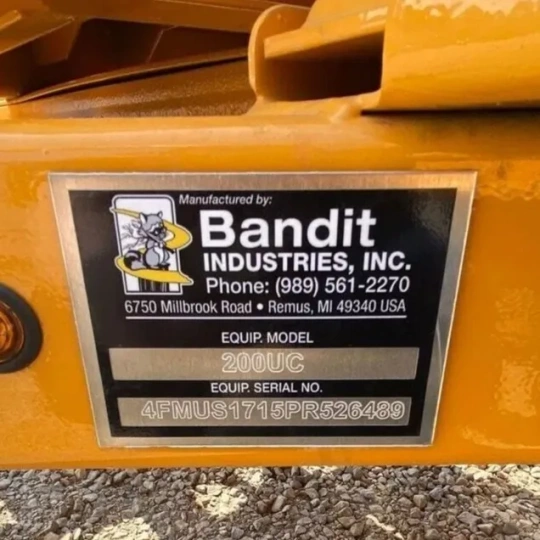 Manufactured by:
Bandit
INDUSTRIES, INC.
Phone: (989) 561-2270
6750 Millbrook Road • Remus, MI 49340 USA
EQUIP. MODEL
200UC
EQUIP. SERIAL NO.
4FMUS1715PR526489